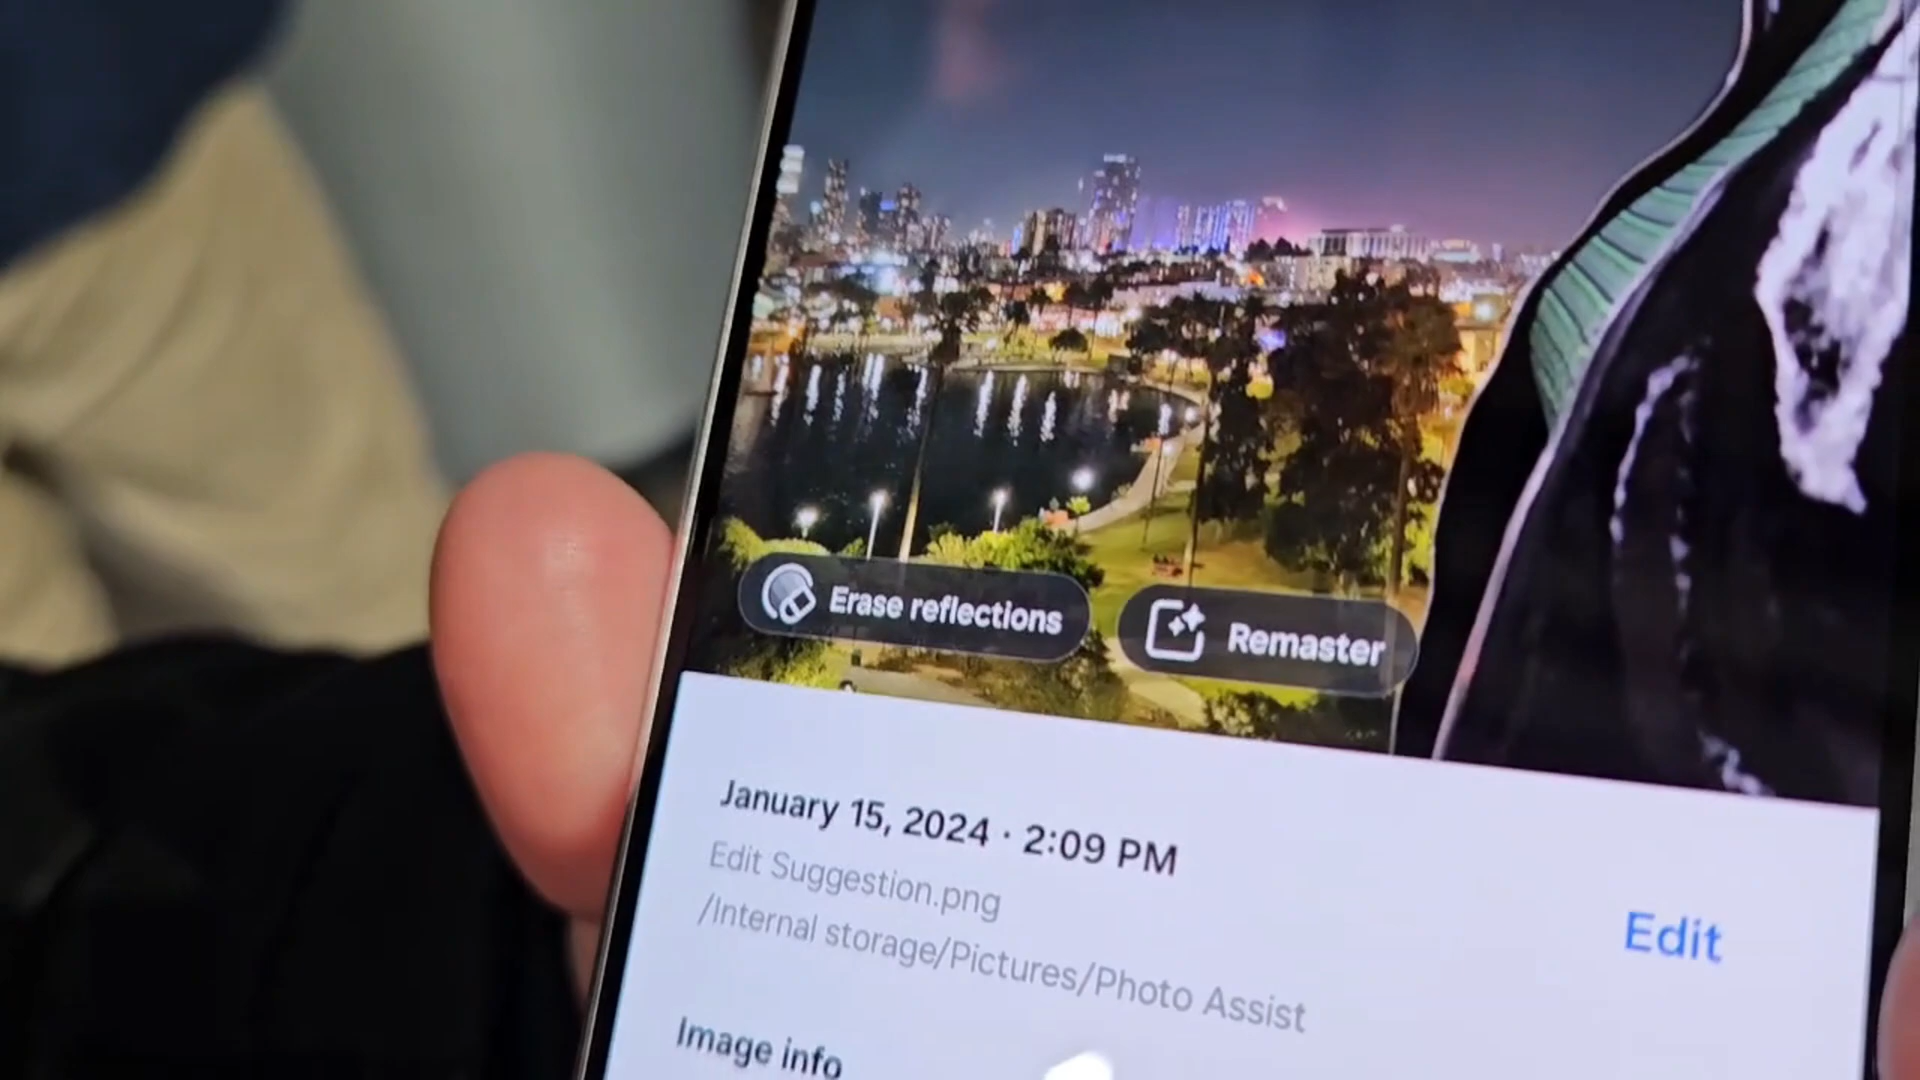 Erase reflections
Remaster
January 15, 2024 · 2:09 PM
Edit Suggestion.png
/Internal storage/Pictures/Photo Assist
Edit
Image info